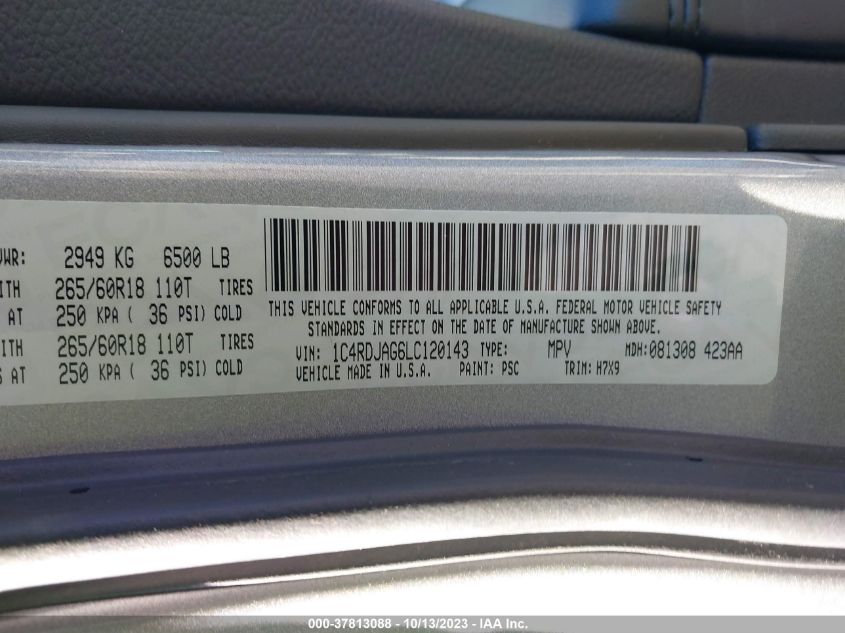 VWR: 2949 KG 6500 LB
ITH 265/60R18 110T TIRES
AT 250 KPA ( 36 PSI) COLD
ITH 265/60R18 110T TIRES
S AT 250 KPA ( 36 PSI) COLD
THIS VEHICLE CONFORMS TO ALL APPLICABLE U.S.A. FEDERAL MOTOR VEHICLE SAFETY
STANDARDS IN EFFECT ON THE DATE OF MANUFACTURE SHOWN ABOVE.
VIN: 1C4RDJAG6LC120143 TYPE: MPV MDH:081308 423AA
VEHICLE MADE IN U.S.A. PAINT: PSC TRIM: H7X9
000-37813088 - 10/13/2023 - IAA Inc.